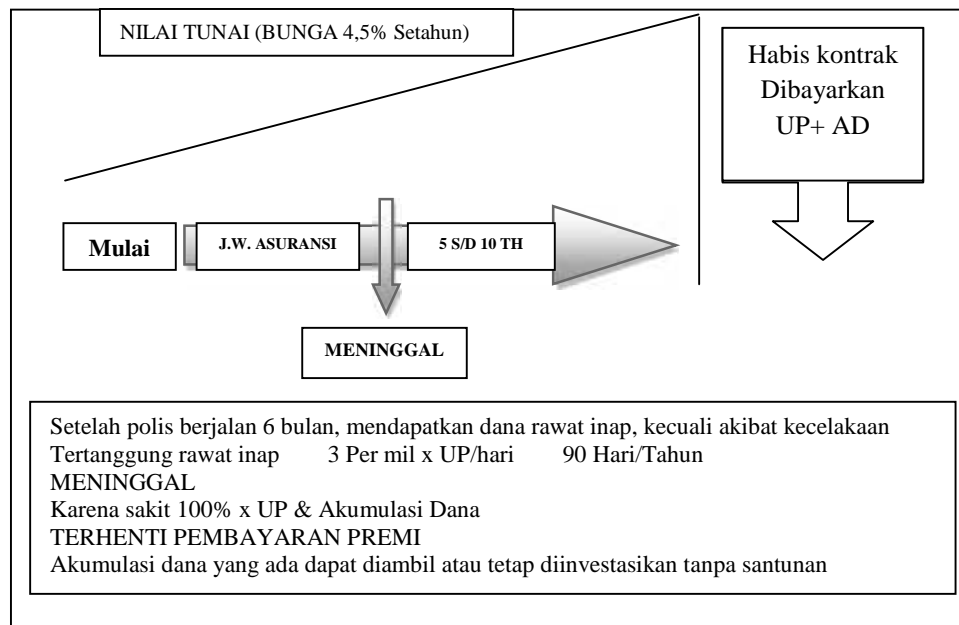 NILAI TUNAI (BUNGA 4,5% Setahun)
Habis kontrak
Dibayarkan
UP+ AD
Mulai
J.W. ASURANSI
5 S/D 10 TH
MENINGGAL
Setelah polis berjalan 6 bulan, mendapatkan dana rawat inap, kecuali akibat kecelakaan
Tertanggung rawat inap 3 Per mil x UP/hari 90 Hari/Tahun
MENINGGAL
Karena sakit 100% x UP & Akumulasi Dana
TERHENTI PEMBAYARAN PREMI
Akumulasi dana yang ada dapat diambil atau tetap diinvestasikan tanpa santunan